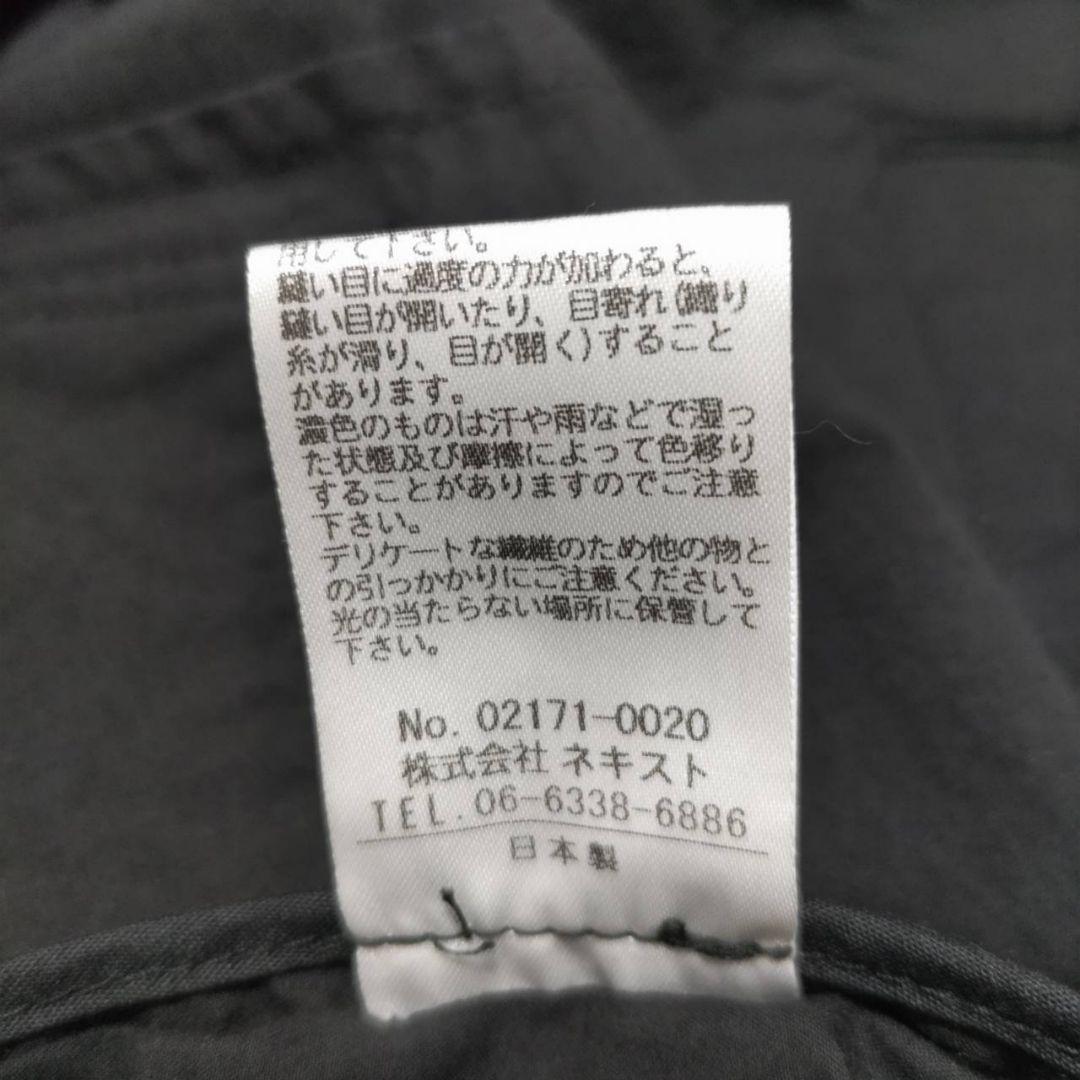 用して下さい。
縫い目に過度の力が加わると、
縫い目が開いたり、目寄れ(織り
糸が滑り、目が開く)すること
があります。
濃色のものは汗や雨などで湿っ
た状態及び摩擦によって色移り
することがありますのでご注意
下さい。
デリケートな繊維のため他の物と
の引っかかりにご注意ください。
光の当たらない場所に保管して
下さい。
No. 02171-0020
株式会社 ネキスト
TEL. 06-6338-6886
日本製